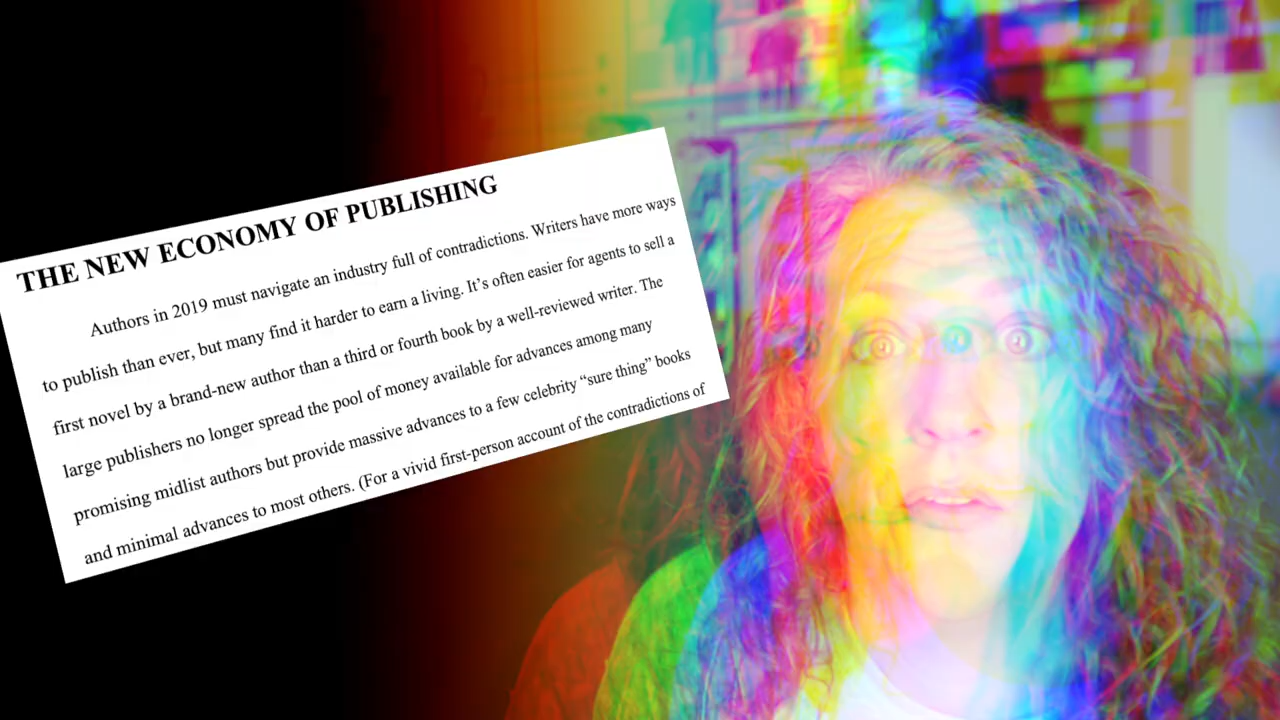 THE NEW ECONOMY OF PUBLISHING
Authors in 2019 must navigate an industry full of contradictions. Writers have more ways
to publish than ever, but many find it harder to earn a living. It’s often easier for agents to sell a
first novel by a brand-new author than a third or fourth book by a well-reviewed writer. The
large publishers no longer spread the pool of money available for advances among many
promising midlist authors but provide massive advances to a few celebrity “sure thing” books
and minimal advances to most others. (For a vivid first-person account of the contradictions of